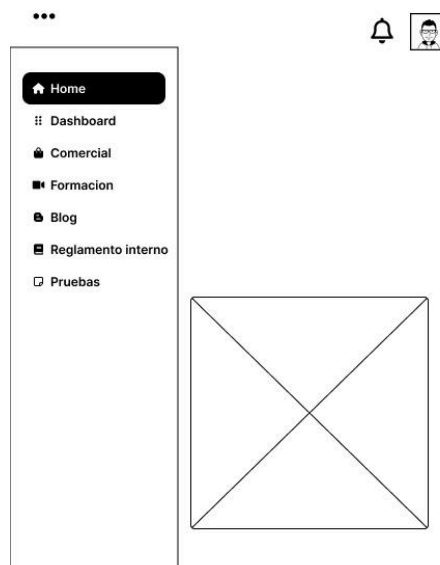 Home
Dashboard
Comercial
Formacion
Blog
Reglamento interno
Pruebas